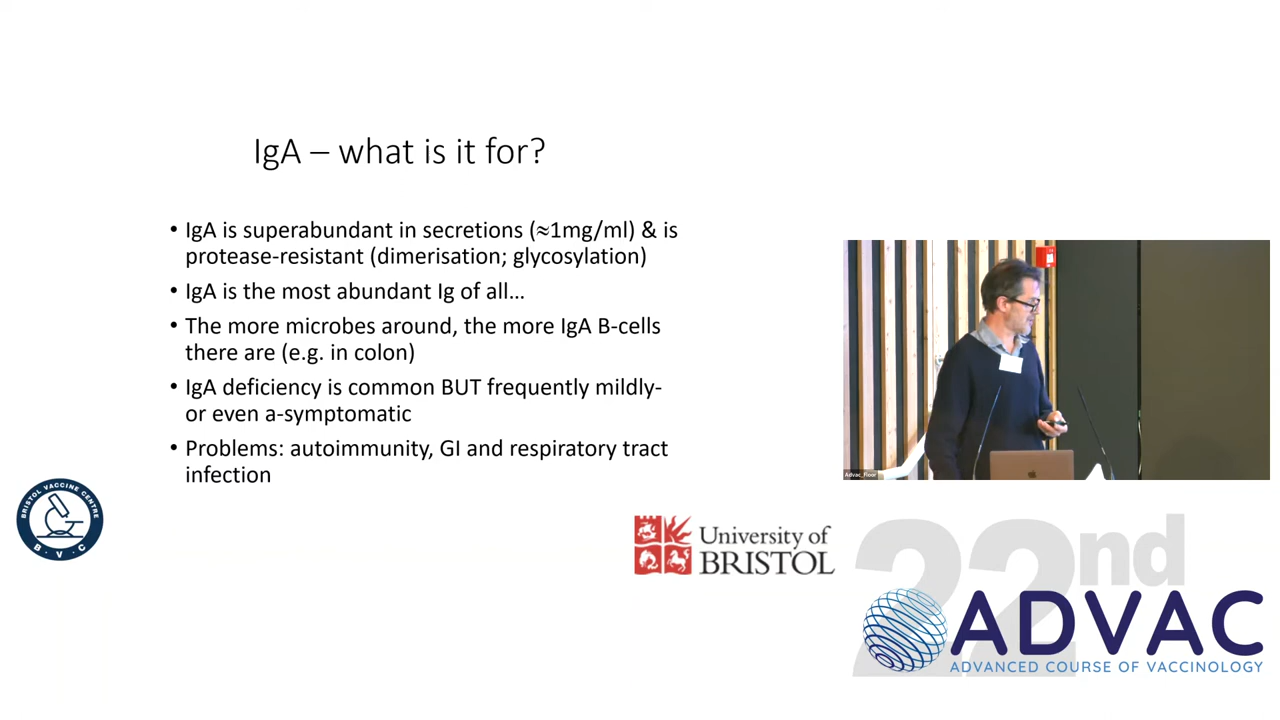 IgA – what is it for?
• IgA is superabundant in secretions (≈1mg/ml) & is
protease-resistant (dimerisation; glycosylation)
• IgA is the most abundant Ig of all…
• The more microbes around, the more IgA B-cells
there are (e.g. in colon)
• IgA deficiency is common BUT frequently mildly-
or even a-symptomatic
• Problems: autoimmunity, GI and respiratory tract
infection
Advac_Floor
BRISTOL VACCINE CENTRE
B · V · C
University of
BRISTOL
22nd
ADVAC
ADVANCED COURSE OF VACCINOLOGY